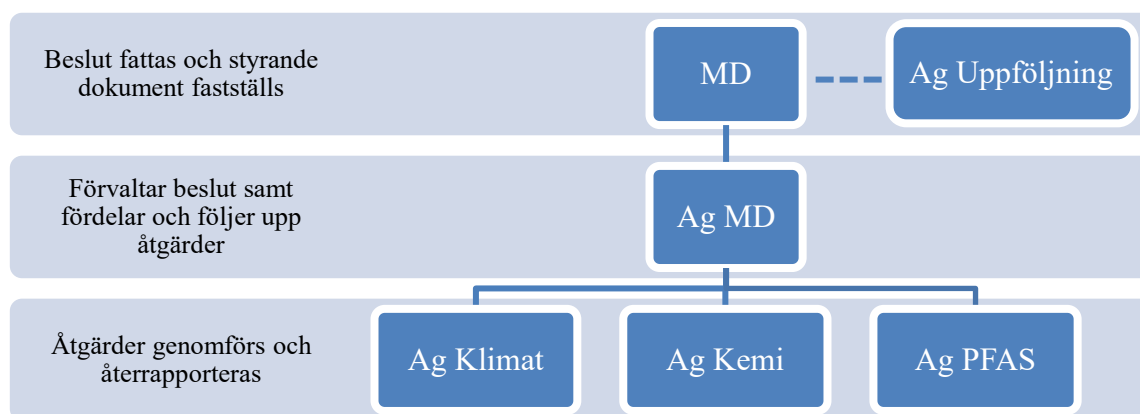 Beslut fattas och styrande
dokument fastställs
MD
Ag Uppföljning
Förvaltar beslut samt
fördelar och följer upp
åtgärder
Ag MD
Åtgärder genomförs och
återrapporteras
Ag Klimat
Ag Kemi
Ag PFAS